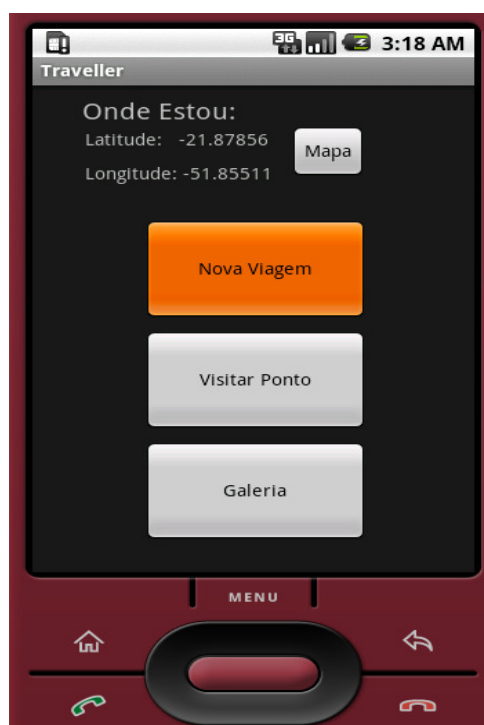 3G 3:18 AM
Traveller
Onde Estou:
Latitude: -21.87856
Mapa
Longitude: -51.85511
Nova Viagem
Visitar Ponto
Galeria
MENU